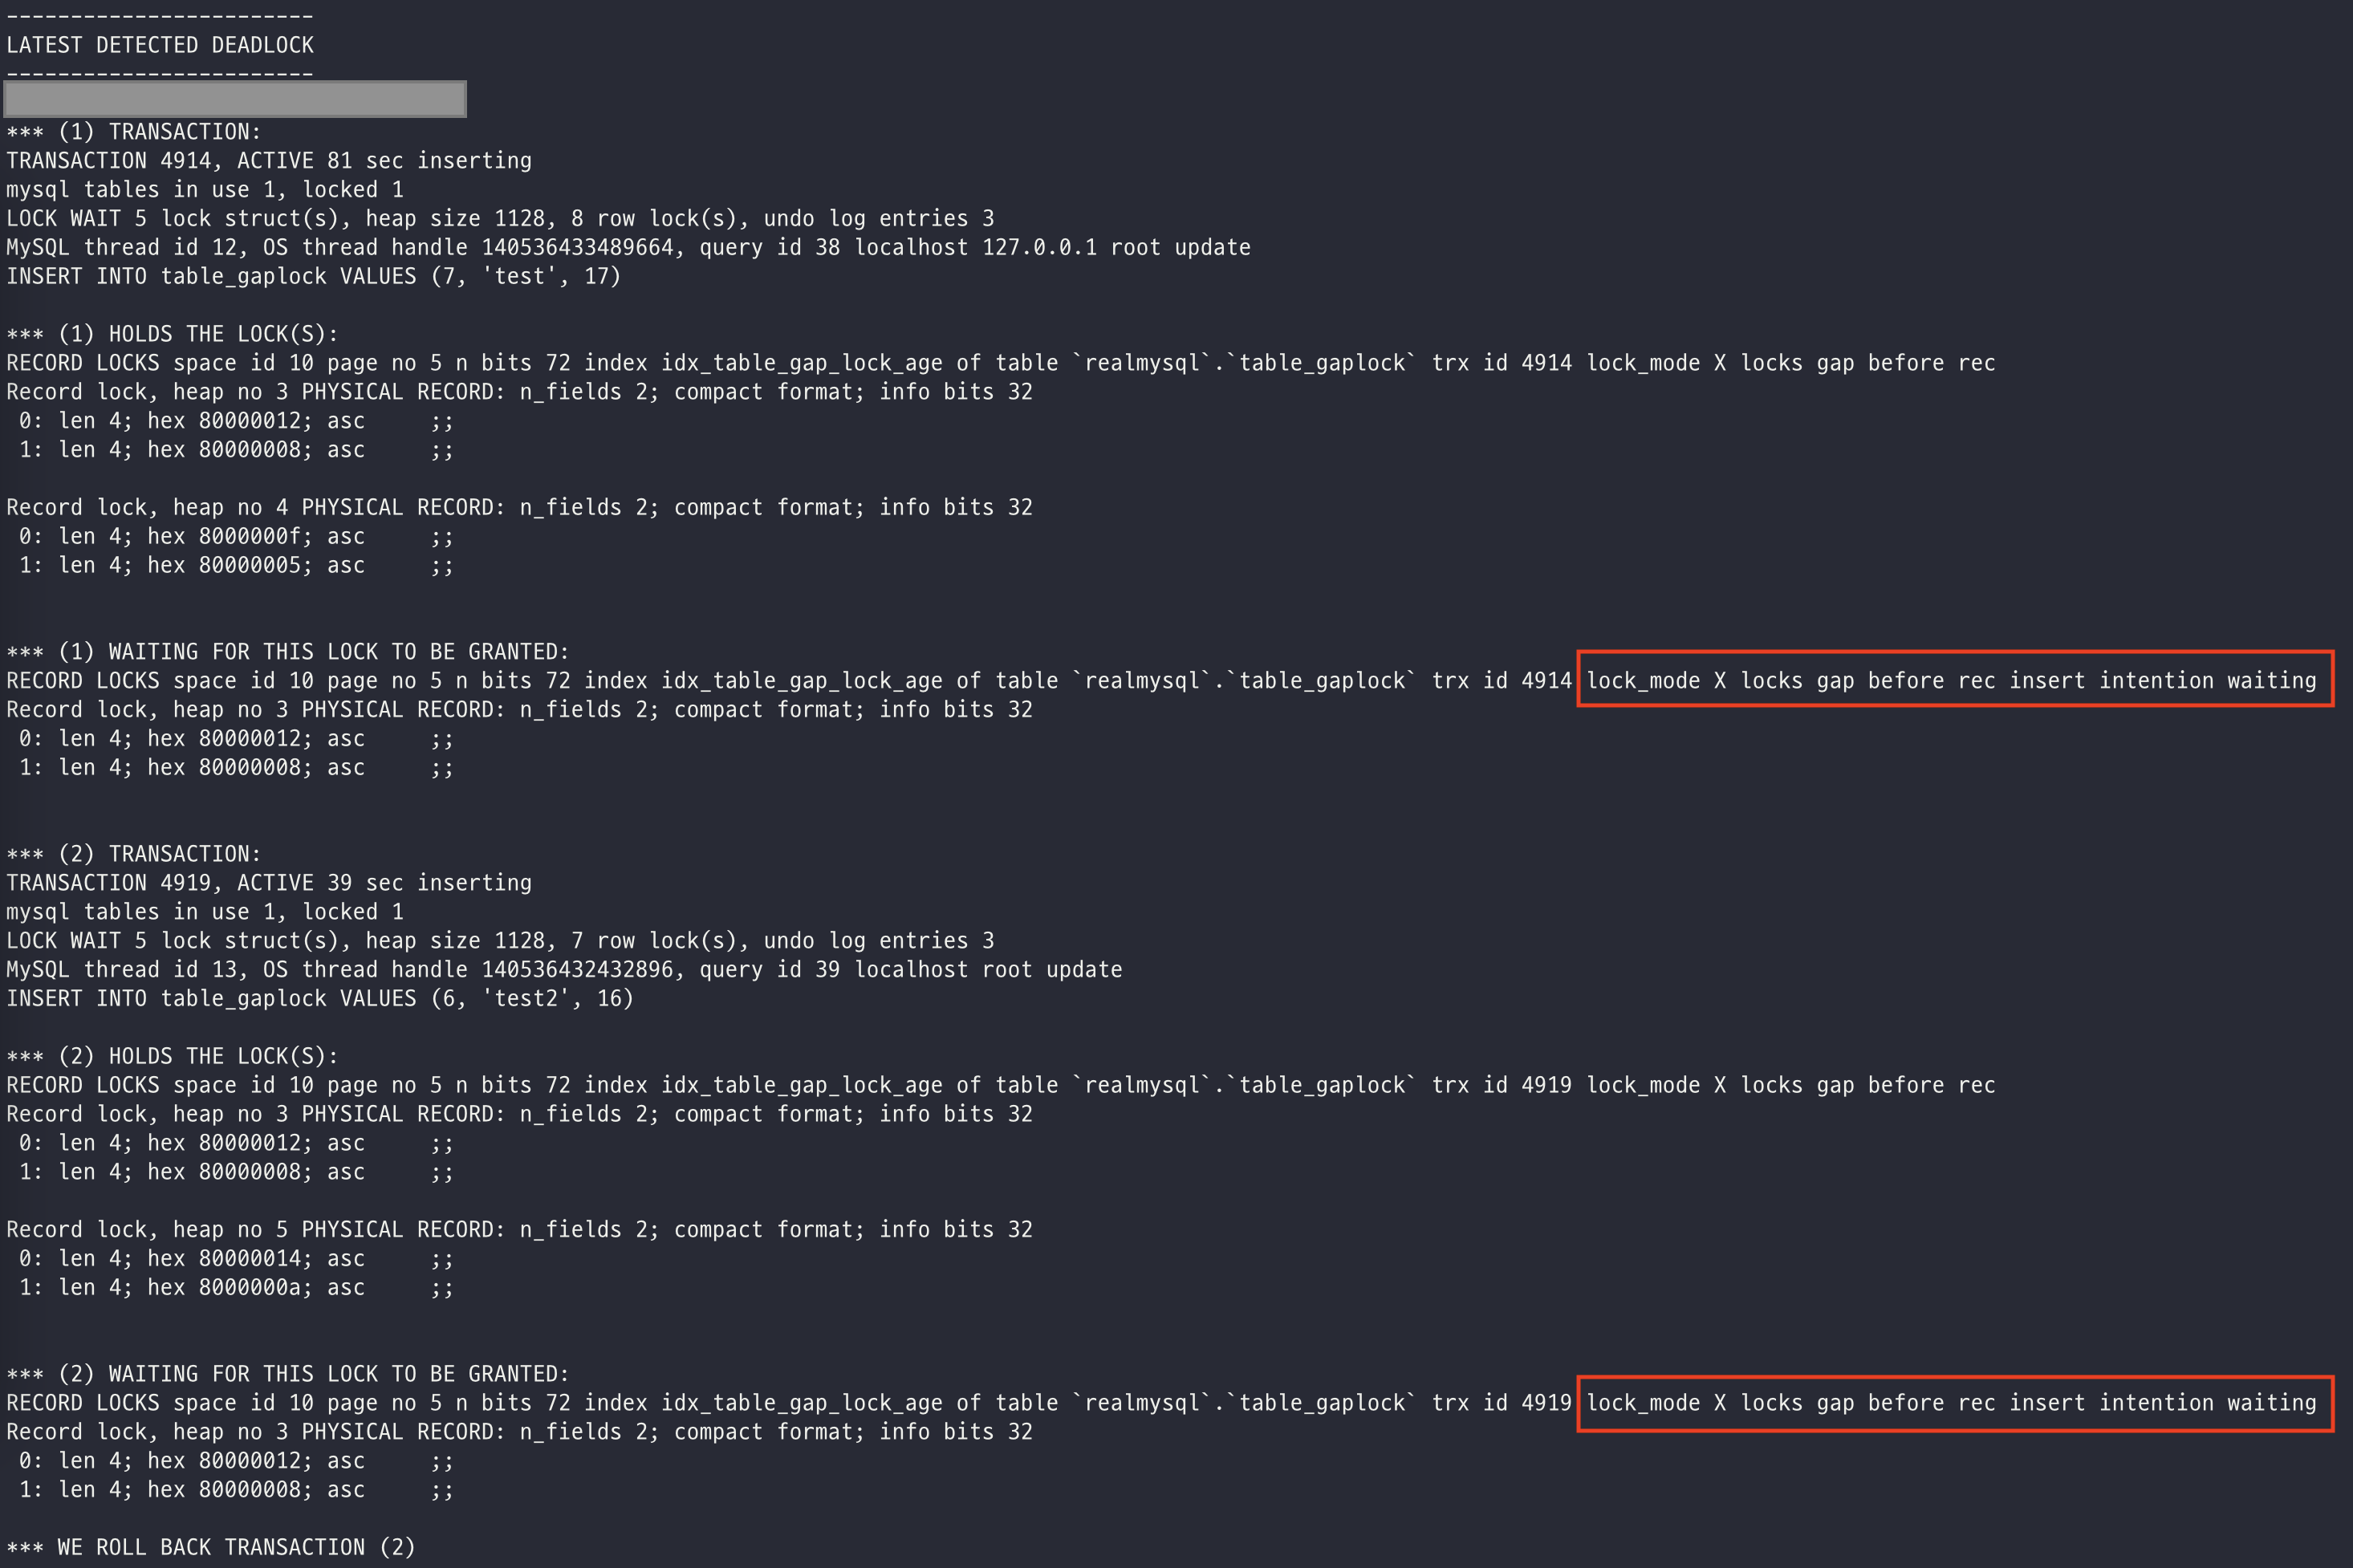 ------------------------
LATEST DETECTED DEADLOCK
------------------------
*** (1) TRANSACTION:
TRANSACTION 4914, ACTIVE 81 sec inserting
mysql tables in use 1, locked 1
LOCK WAIT 5 lock struct(s), heap size 1128, 8 row lock(s), undo log entries 3
MySQL thread id 12, OS thread handle 140536433489664, query id 38 localhost 127.0.0.1 root update
INSERT INTO table_gaplock VALUES (7, 'test', 17)
*** (1) HOLDS THE LOCK(S):
RECORD LOCKS space id 10 page no 5 n bits 72 index idx_table_gap_lock_age of table `realmysql`.`table_gaplock` trx id 4914 lock_mode X locks gap before rec
Record lock, heap no 3 PHYSICAL RECORD: n_fields 2; compact format; info bits 32
 0: len 4; hex 80000012; asc     ;;
 1: len 4; hex 80000008; asc     ;;
Record lock, heap no 4 PHYSICAL RECORD: n_fields 2; compact format; info bits 32
 0: len 4; hex 8000000f; asc     ;;
 1: len 4; hex 80000005; asc     ;;
*** (1) WAITING FOR THIS LOCK TO BE GRANTED:
RECORD LOCKS space id 10 page no 5 n bits 72 index idx_table_gap_lock_age of table `realmysql`.`table_gaplock` trx id 4914 lock_mode X locks gap before rec insert intention waiting
Record lock, heap no 3 PHYSICAL RECORD: n_fields 2; compact format; info bits 32
 0: len 4; hex 80000012; asc     ;;
 1: len 4; hex 80000008; asc     ;;
*** (2) TRANSACTION:
TRANSACTION 4919, ACTIVE 39 sec inserting
mysql tables in use 1, locked 1
LOCK WAIT 5 lock struct(s), heap size 1128, 7 row lock(s), undo log entries 3
MySQL thread id 13, OS thread handle 140536432432896, query id 39 localhost root update
INSERT INTO table_gaplock VALUES (6, 'test2', 16)
*** (2) HOLDS THE LOCK(S):
RECORD LOCKS space id 10 page no 5 n bits 72 index idx_table_gap_lock_age of table `realmysql`.`table_gaplock` trx id 4919 lock_mode X locks gap before rec
Record lock, heap no 3 PHYSICAL RECORD: n_fields 2; compact format; info bits 32
 0: len 4; hex 80000012; asc     ;;
 1: len 4; hex 80000008; asc     ;;
Record lock, heap no 5 PHYSICAL RECORD: n_fields 2; compact format; info bits 32
 0: len 4; hex 80000014; asc     ;;
 1: len 4; hex 8000000a; asc     ;;
*** (2) WAITING FOR THIS LOCK TO BE GRANTED:
RECORD LOCKS space id 10 page no 5 n bits 72 index idx_table_gap_lock_age of table `realmysql`.`table_gaplock` trx id 4919 lock_mode X locks gap before rec insert intention waiting
Record lock, heap no 3 PHYSICAL RECORD: n_fields 2; compact format; info bits 32
 0: len 4; hex 80000012; asc     ;;
 1: len 4; hex 80000008; asc     ;;
*** WE ROLL BACK TRANSACTION (2)